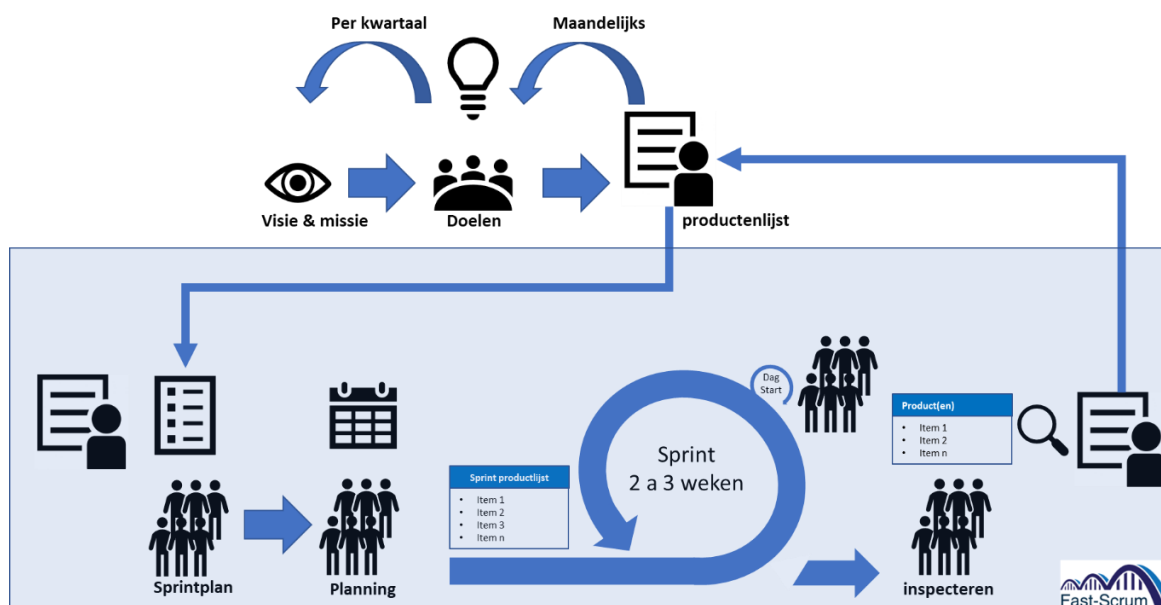 Per kwartaal
Maandelijks
Visie & missie
Doelen
productenlijst
Dag
Start
Product(en)
• Item 1
• Item 2
• Item n
Sprint
2 a 3 weken
Sprint productlijst
• Item 1
• Item 2
• Item 3
• Item n
Sprintplan
Planning
inspecteren
Fast-Scrum